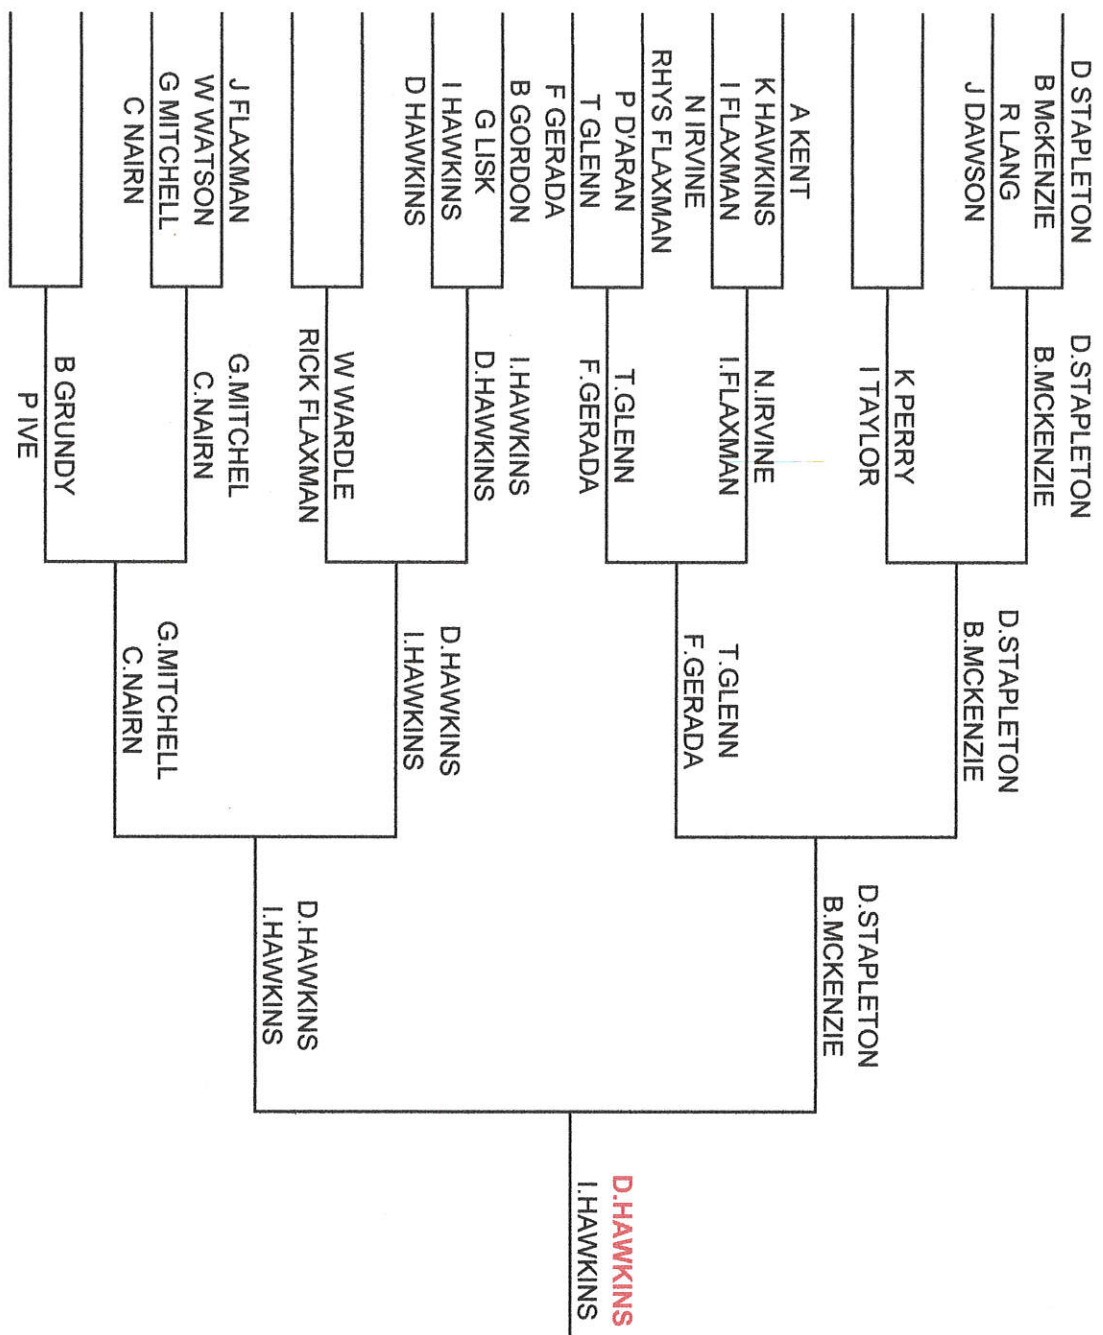 D STAPLETON
B McKENZIE
R LANG
J DAWSON
A KENT
K HAWKINS
I FLAXMAN
N IRVINE
RHYS FLAXMAN
P D'ARAN
T GLENN
F GERADA
B GORDON
G LISK
I HAWKINS
D HAWKINS
J FLAXMAN
W WATSON
G MITCHELL
C NAIRN
D.STAPLETON
B.MCKENZIE
K PERRY
I TAYLOR
N.IRVINE
I.FLAXMAN
T.GLENN
F.GERADA
I.HAWKINS
D.HAWKINS
W WARDLE
RICK FLAXMAN
G.MITCHEL
C.NAIRN
B GRUNDY
P IVE
D.STAPLETON
B.MCKENZIE
T.GLENN
F.GERADA
D.HAWKINS
I.HAWKINS
G.MITCHELL
C.NAIRN
D.STAPLETON
B.MCKENZIE
D.HAWKINS
I.HAWKINS
D.HAWKINS
I.HAWKINS